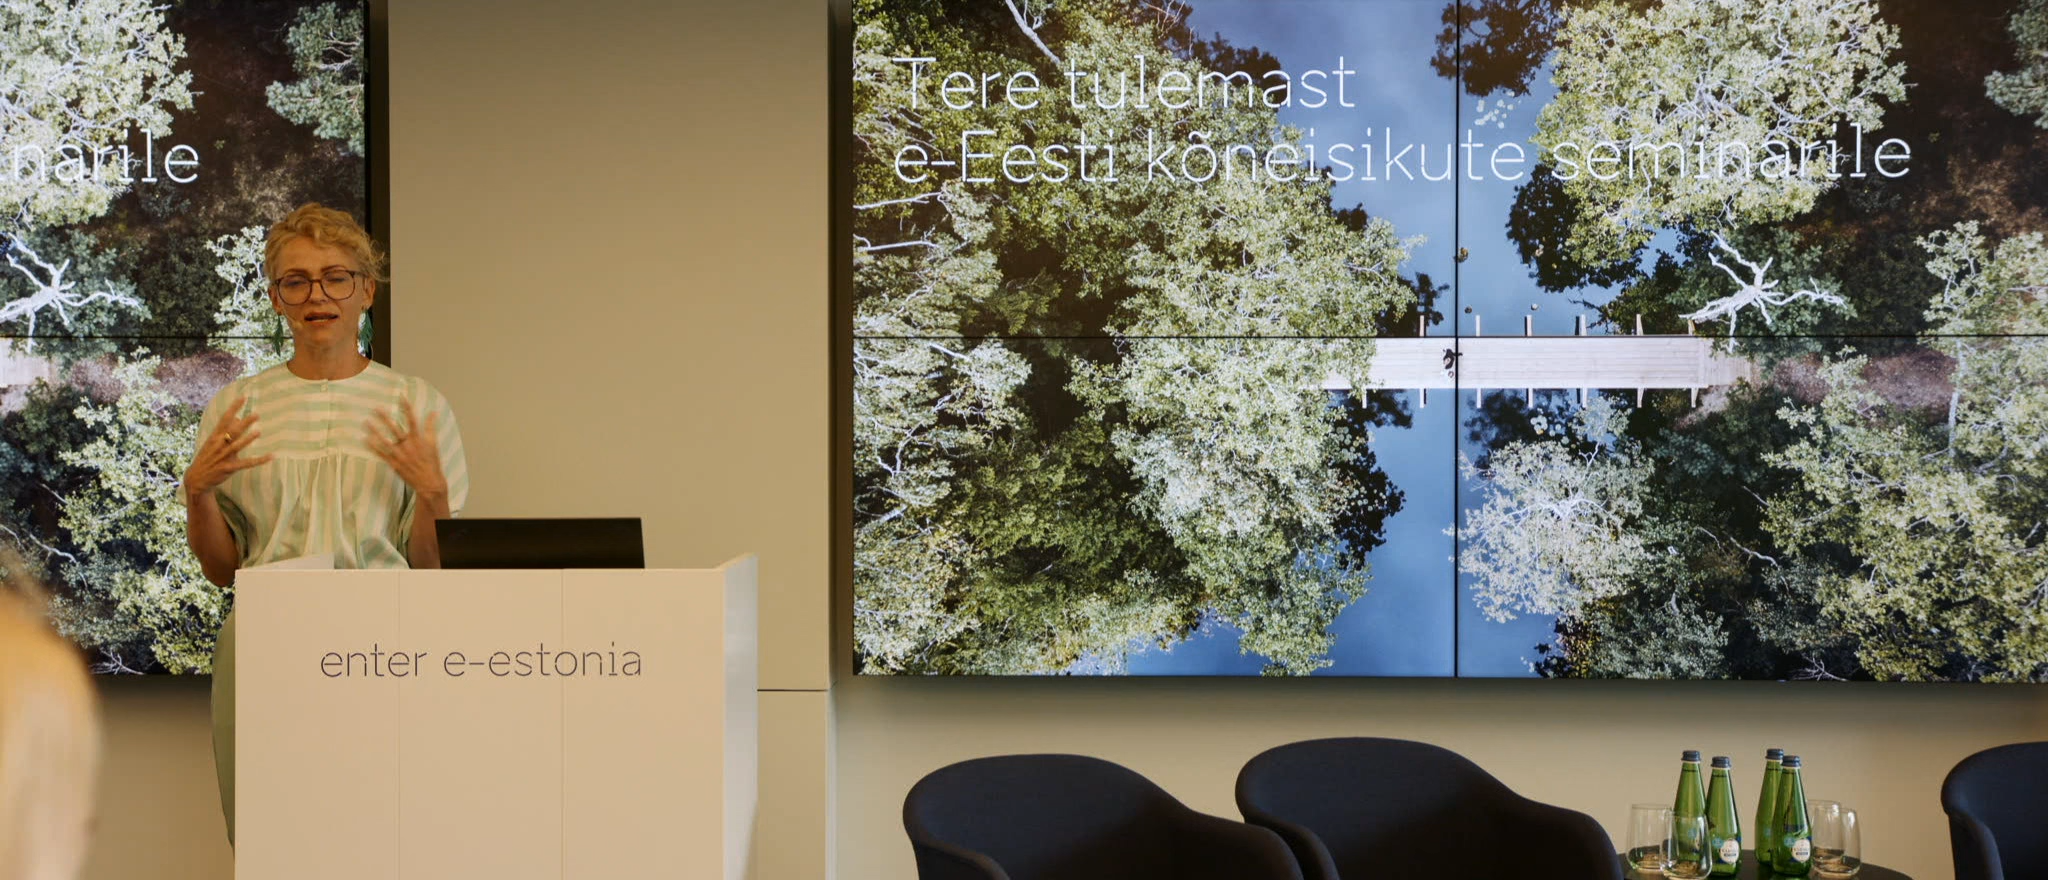 narile
Tere tulemast
e-Eesti kõneisikute seminarile
enter e-estonia